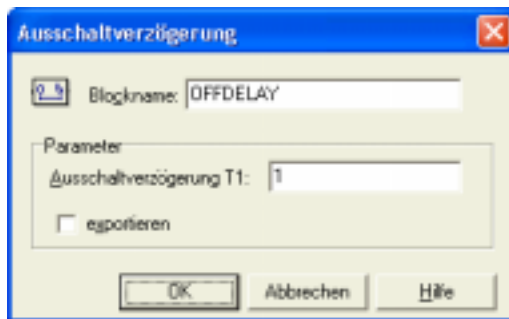 Ausschaltverzögerung
Blockname: OFFDELAY
Parameter
Ausschaltverzögerung T1: 1
exportieren
OK Abbrechen Hilfe